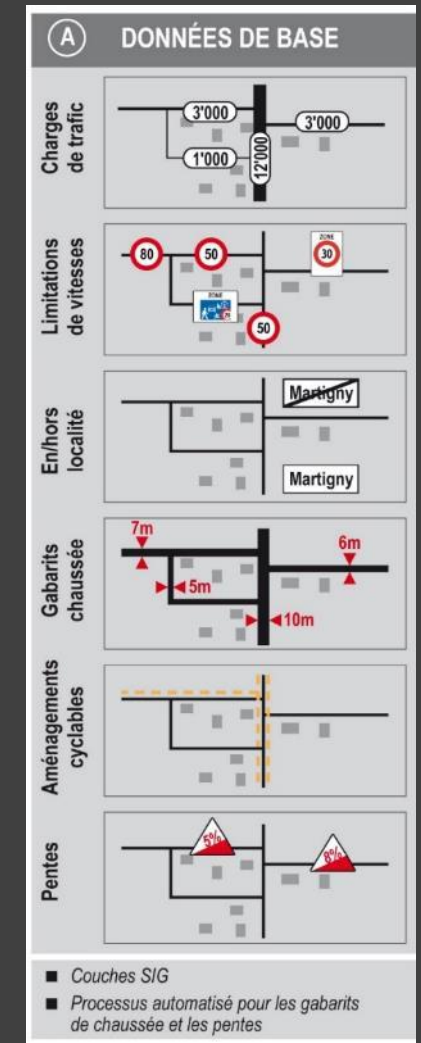 A DONNÉES DE BASE
Charges
de trafic
3'000
3'000
1'000
12'000
Limitations
de vitesses
80
50
ZONE
30
ZONE
50
En/hors
localité
Martigny
Martigny
Gabarits
chaussée
7m
6m
5m
10m
Aménagements
cyclables
Pentes
5%
8%
■ Couches SIG
■ Processus automatisé pour les gabarits
de chaussée et les pentes